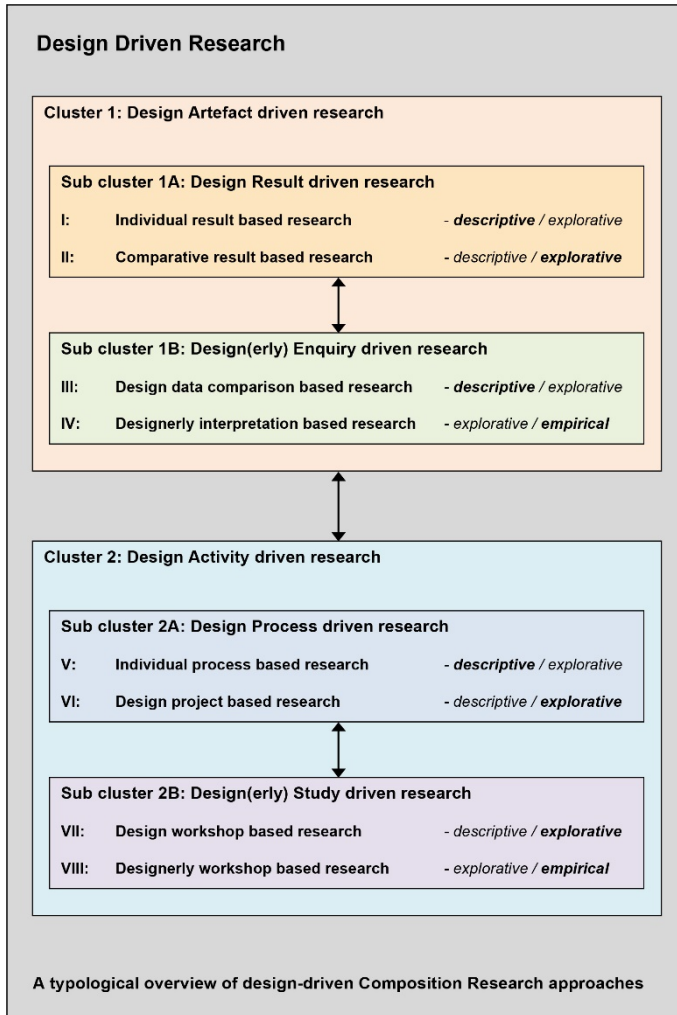 Design Driven Research
Cluster 1: Design Artefact driven research
Sub cluster 1A: Design Result driven research
I: Individual result based research - descriptive / explorative
II: Comparative result based research - descriptive / explorative
Sub cluster 1B: Design(erly) Enquiry driven research
III: Design data comparison based research - descriptive / explorative
IV: Designerly interpretation based research - explorative / empirical
Cluster 2: Design Activity driven research
Sub cluster 2A: Design Process driven research
V: Individual process based research - descriptive / explorative
VI: Design project based research - descriptive / explorative
Sub cluster 2B: Design(erly) Study driven research
VII: Design workshop based research - descriptive / explorative
VIII: Designerly workshop based research - explorative / empirical
A typological overview of design-driven Composition Research approaches